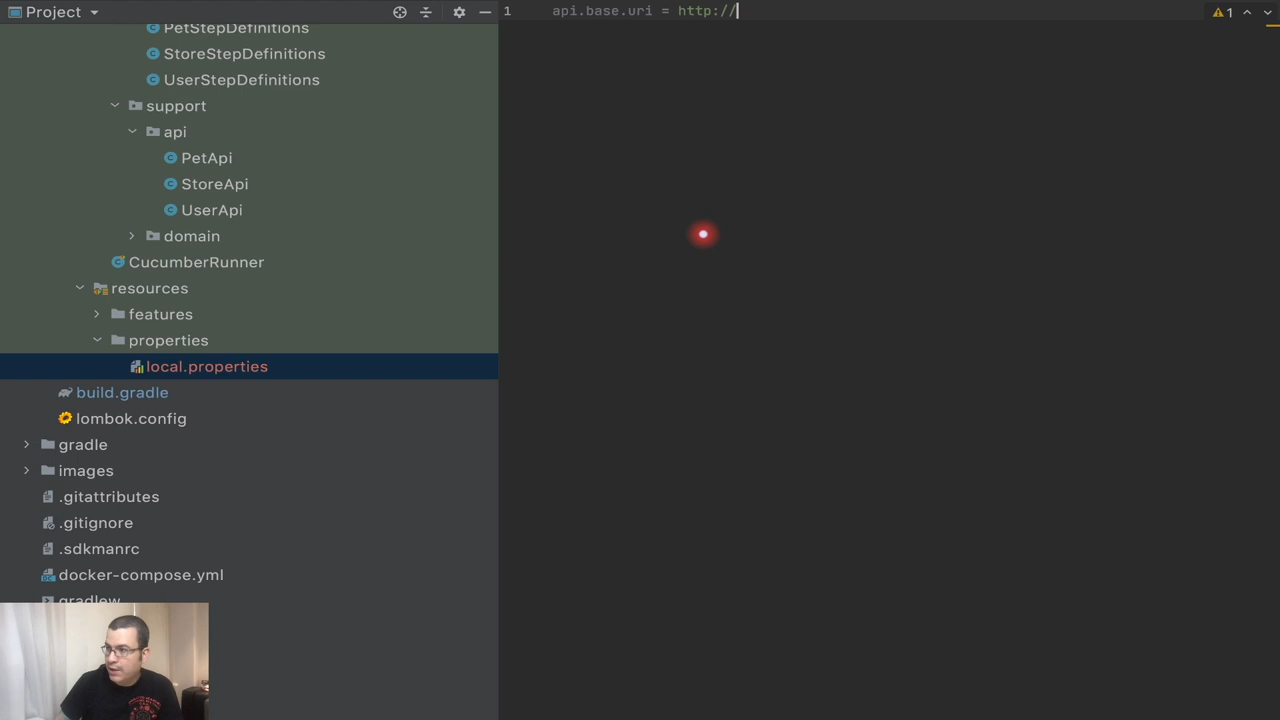 Project
PetStepDefinitions
StoreStepDefinitions
UserStepDefinitions
support
api
PetApi
StoreApi
UserApi
domain
CucumberRunner
resources
features
properties
local.properties
build.gradle
lombok.config
gradle
images
.gitattributes
.gitignore
.sdkmanrc
docker-compose.yml
gradlew
1 api.base.uri = http://
1